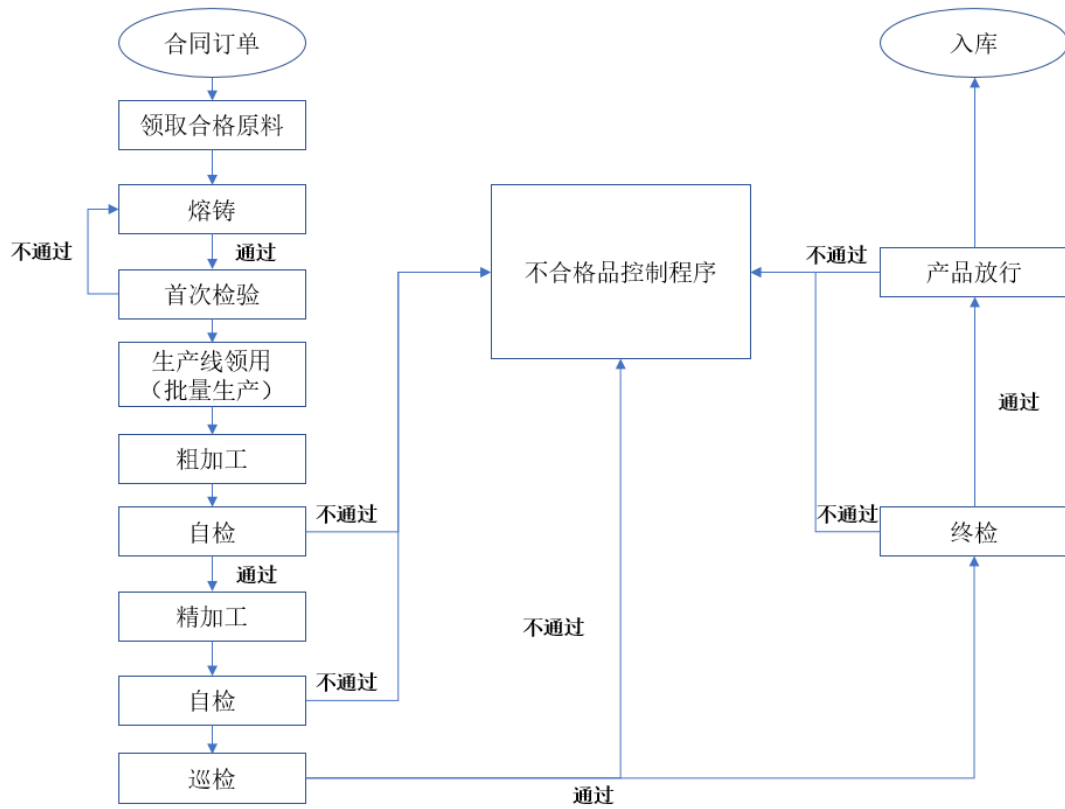 合同订单
领取合格原料
熔铸
不通过
通过
首次检验
生产线领用
（批量生产）
粗加工
自检
不通过
通过
精加工
自检
不通过
巡检
不合格品控制程序
不通过
通过
入库
不通过
产品放行
通过
不通过
终检